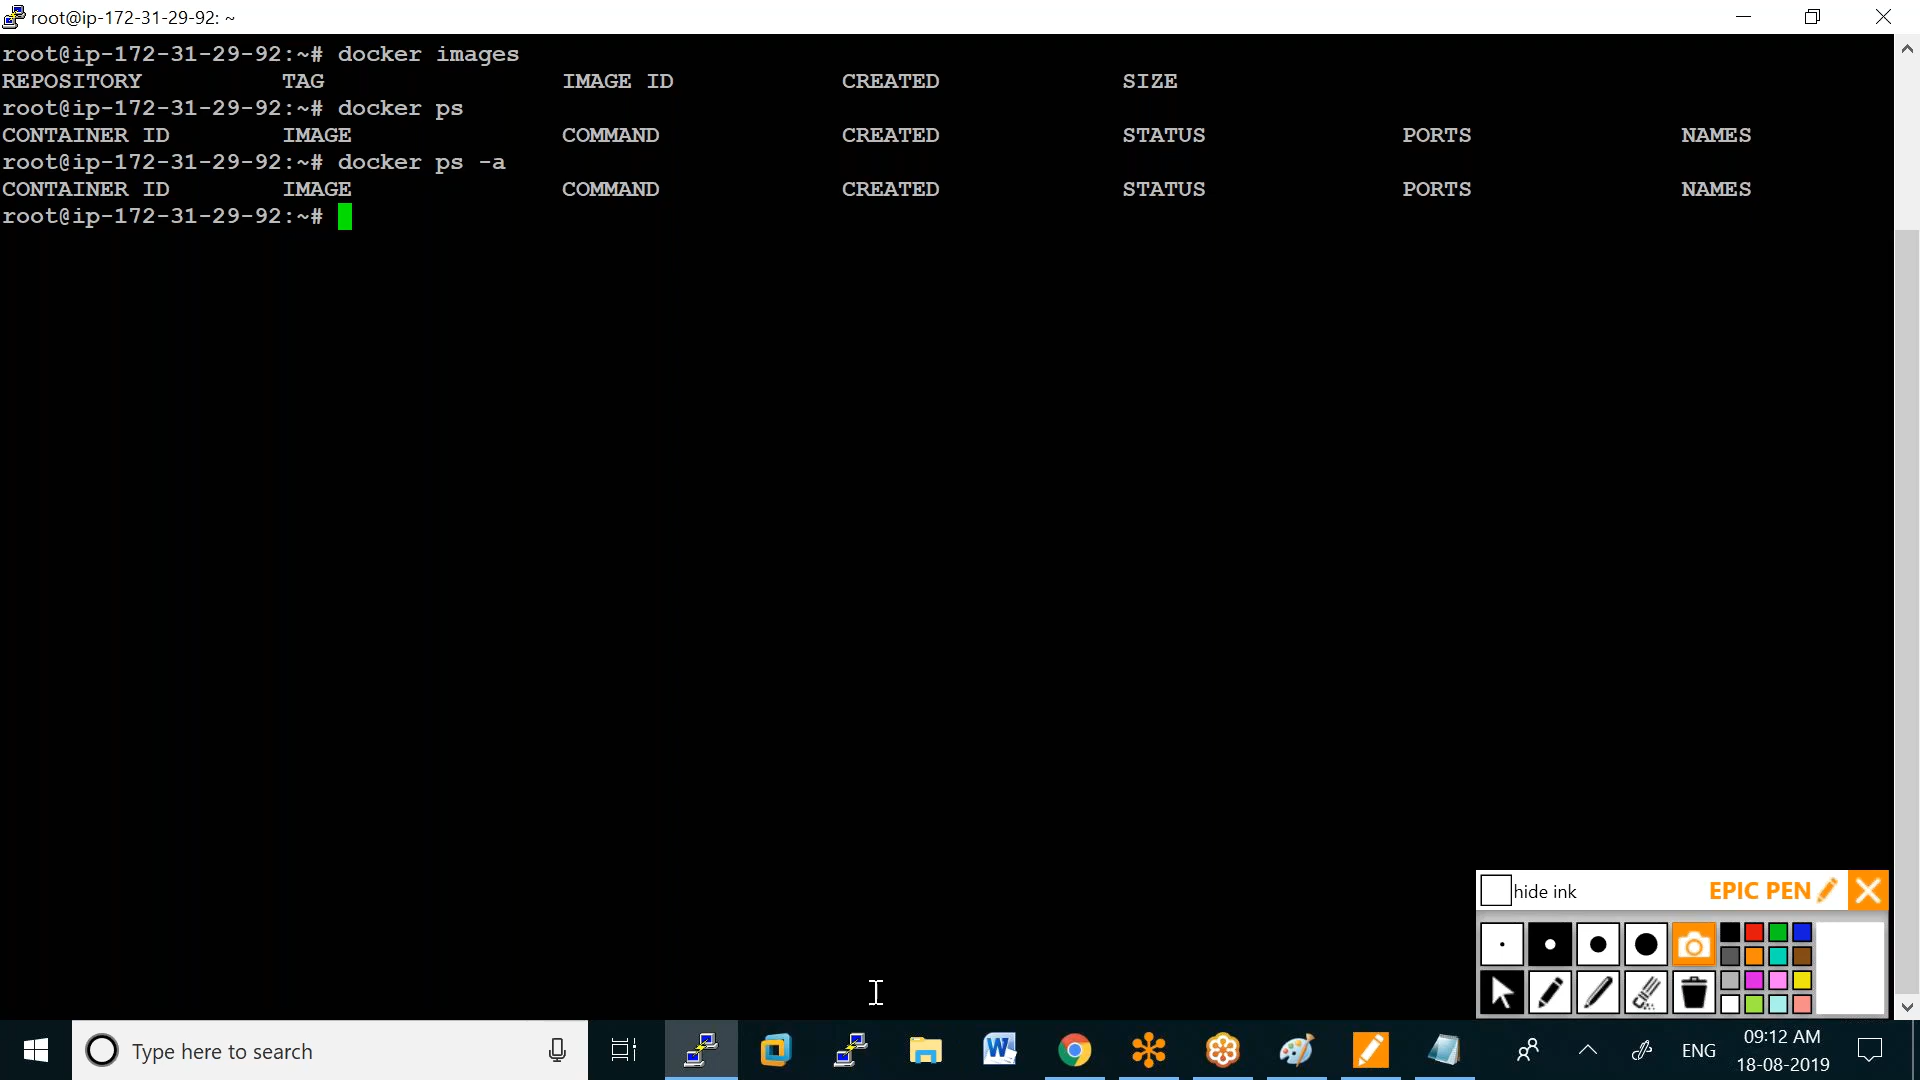 root@ip-172-31-29-92: ~
root@ip-172-31-29-92:~# docker images
REPOSITORY TAG IMAGE ID CREATED SIZE
root@ip-172-31-29-92:~# docker ps
CONTAINER ID IMAGE COMMAND CREATED STATUS PORTS NAMES
root@ip-172-31-29-92:~# docker ps -a
CONTAINER ID IMAGE COMMAND CREATED STATUS PORTS NAMES
root@ip-172-31-29-92:~#
hide ink EPIC PEN
Type here to search
ENG
09:12 AM
18-08-2019